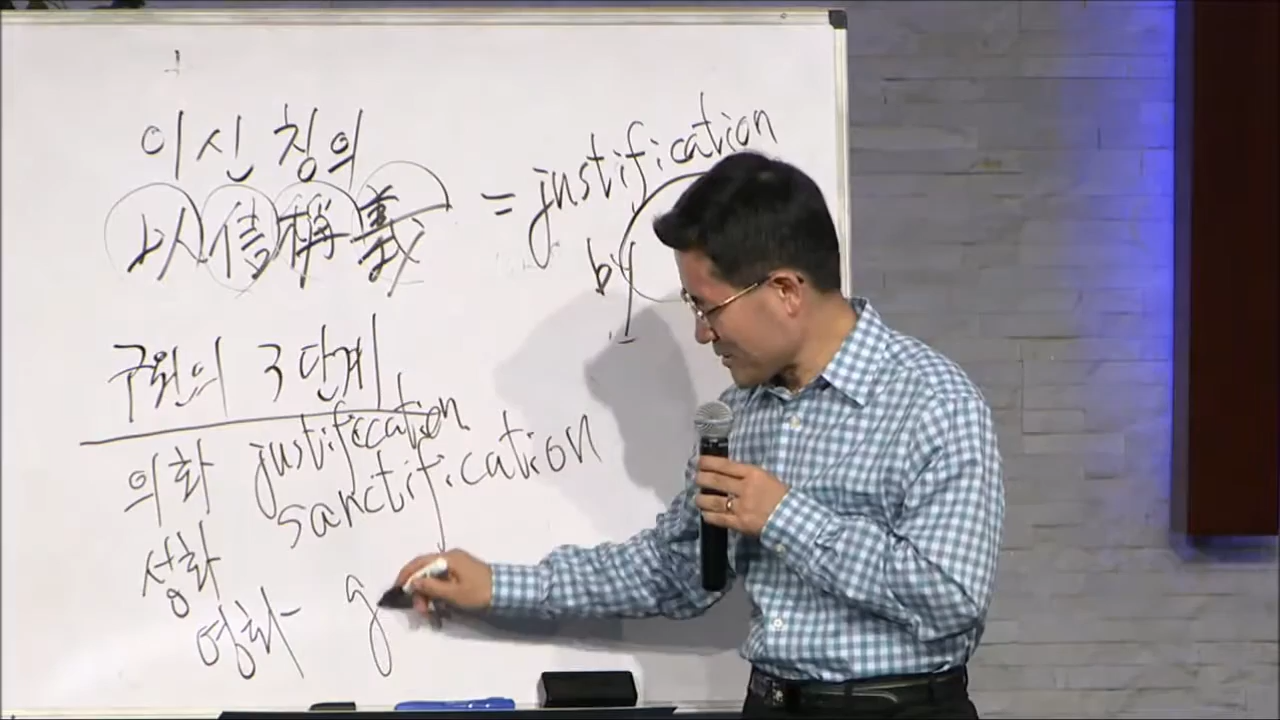 이신칭의
以信稱義 = justification
by
구원의 3단계
의화 justification
성화 sanctification
영화 g